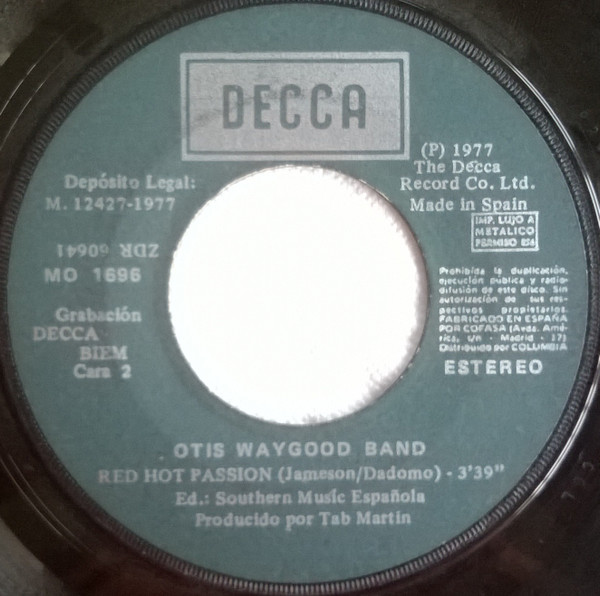 DECCA
(P) 1977
The Decca
Record Co. Ltd.
Made in Spain
IMP. LUJO A
METALICO
PERMISO 856
Depósito Legal:
M. 12427-1977
ZDR 60641
MO 1696
Grabación
DECCA
BIEM
Cara 2
Prohibida la duplicación,
ejecución pública y radio-
difusión de este disco. Sin
autorización de sus res-
pectivos propietarios.
FABRICADO EN ESPAÑA
POR COFASA (Avda. Amé-
rica, s/n - Madrid - 27)
Distribuido por COLUMBIA
ESTEREO
OTIS WAYGOOD BAND
RED HOT PASSION (Jameson/Dadomo) - 3'39"
Ed.: Southern Music Española
Producido por Tab Martin